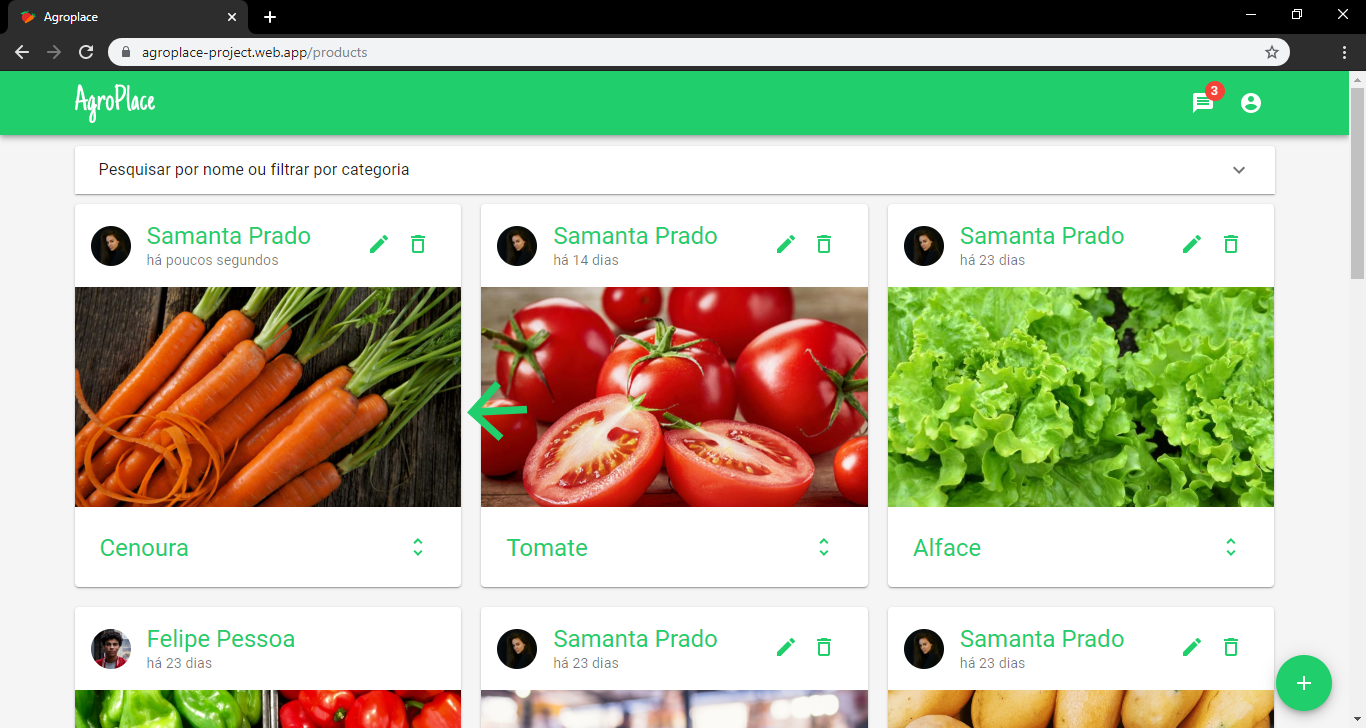 Agroplace
agroplace-project.web.app/products
AgroPlace
3
Pesquisar por nome ou filtrar por categoria
Samanta Prado
há poucos segundos
Samanta Prado
há 14 dias
Samanta Prado
há 23 dias
Cenoura
Tomate
Alface
Felipe Pessoa
há 23 dias
Samanta Prado
há 23 dias
Samanta Prado
há 23 dias